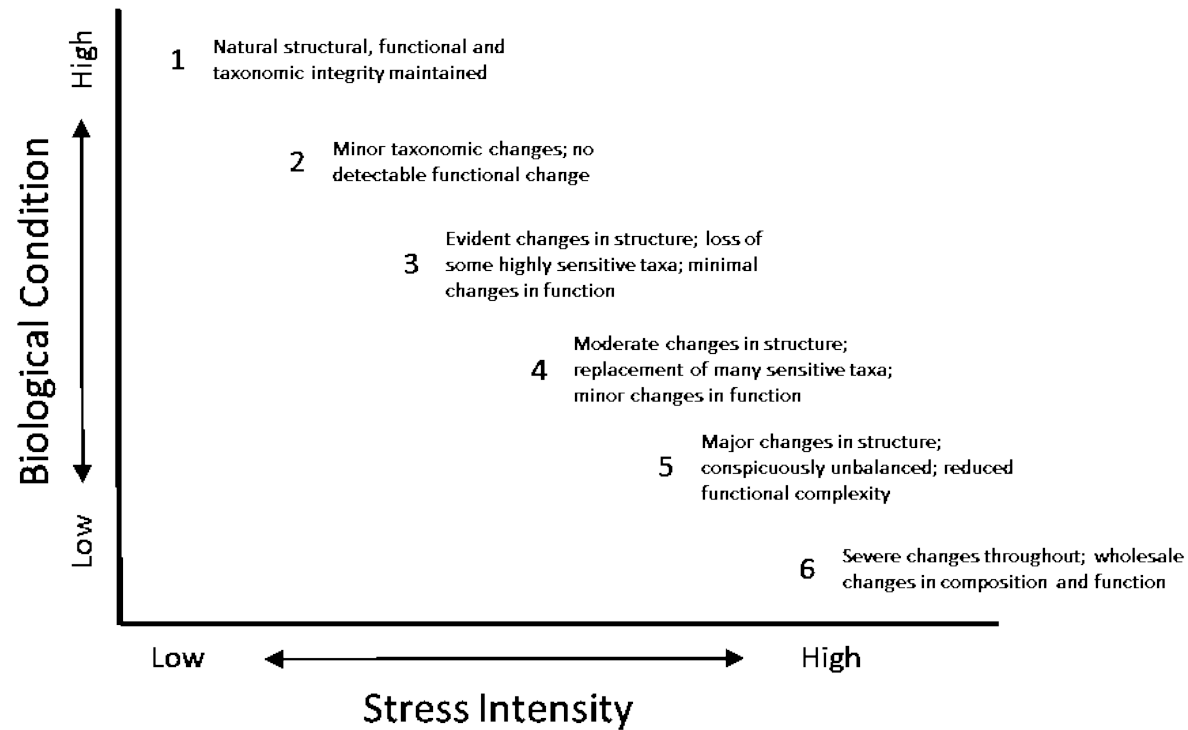 High
Biological Condition
Low
1
Natural structural, functional and
taxonomic integrity maintained
2
Minor taxonomic changes; no
detectable functional change
3
Evident changes in structure; loss of
some highly sensitive taxa; minimal
changes in function
4
Moderate changes in structure;
replacement of many sensitive taxa;
minor changes in function
5
Major changes in structure;
conspicuously unbalanced; reduced
functional complexity
6
Severe changes throughout; wholesale
changes in composition and function
Low
High
Stress Intensity